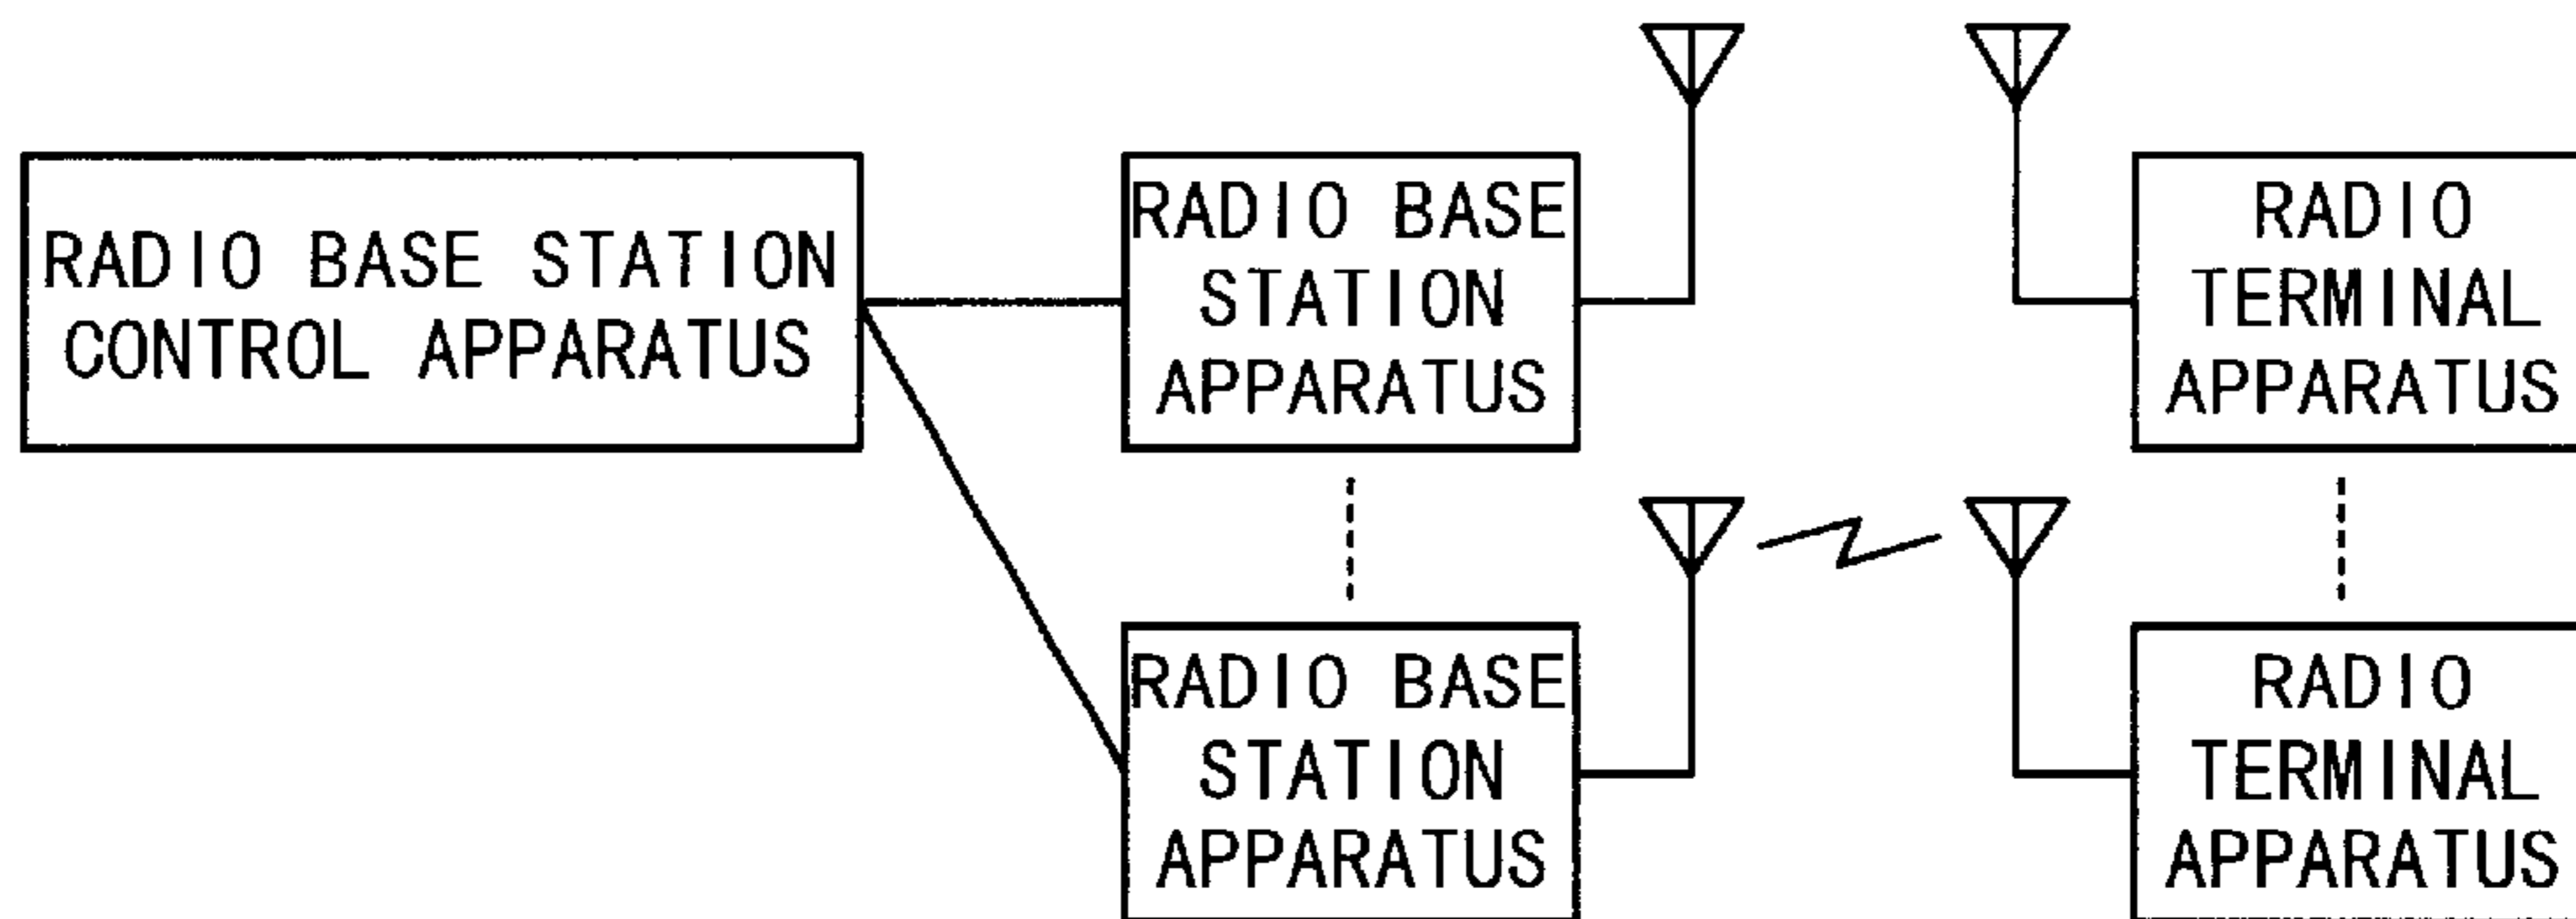 RADIO BASE STATION
CONTROL APPARATUS
RADIO BASE
STATION
APPARATUS
RADIO
TERMINAL
APPARATUS
RADIO BASE
STATION
APPARATUS
RADIO
TERMINAL
APPARATUS